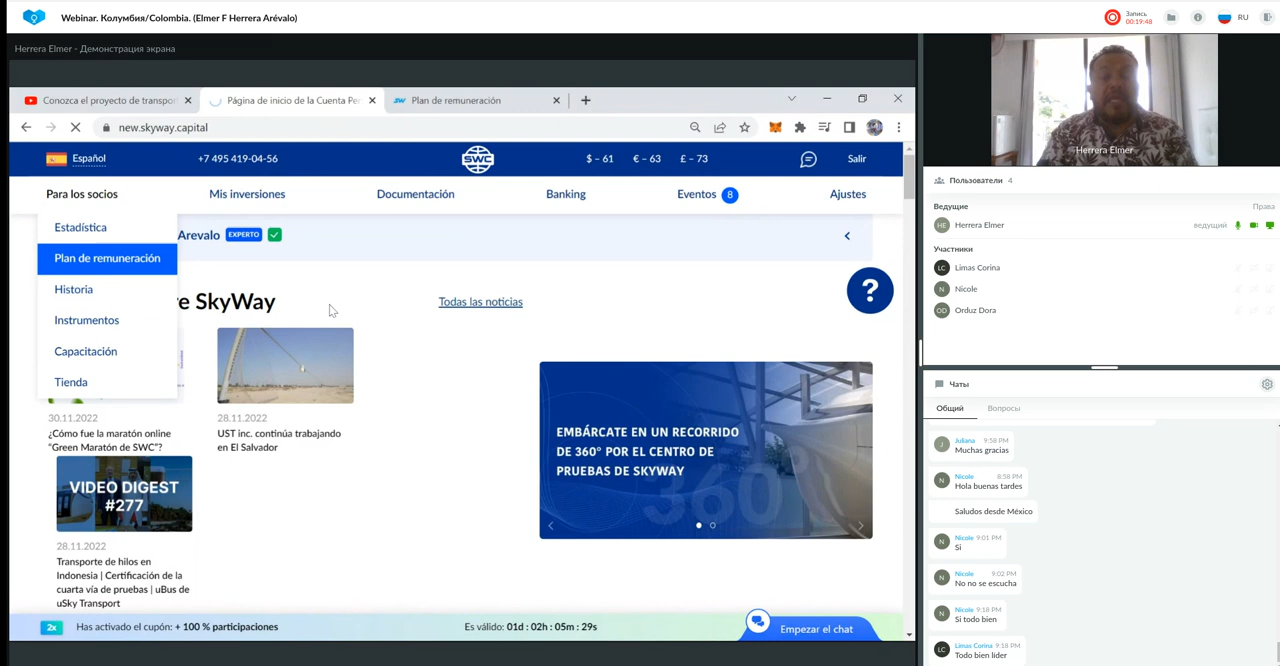 Webinar. Колумбия/Colombia. (Elmer F Herrera Arévalo)
Запись
00:19:48
RU
Herrera Elmer - Демонстрация экрана
Conozca el proyecto de transpor
Página de inicio de la Cuenta Per
Plan de remuneración
new.skyway.capital
Español
+7 495 419-04-56
SWC
$ – 61
€ – 63
£ – 73
Salir
Para los socios
Mis inversiones
Documentación
Banking
Eventos 8
Ajustes
Estadística
Plan de remuneración
Historia
Instrumentos
Capacitación
Tienda
Arevalo EXPERTO
e SkyWay
Todas las noticias
?
30.11.2022
¿Cómo fue la maratón online
“Green Maratón de SWC”?
28.11.2022
UST inc. continúa trabajando
en El Salvador
VIDEO DIGEST
#277
28.11.2022
Transporte de hilos en
Indonesia | Certificación de la
cuarta vía de pruebas | uBus de
uSky Transport
EMBÁRCATE EN UN RECORRIDO
DE 360° POR EL CENTRO DE
PRUEBAS DE SKYWAY
360°
2x
Has activado el cupón: + 100 % participaciones
Es válido: 01d : 02h : 05m : 29s
Empezar el chat
Herrera Elmer
Пользователи 4
Ведущие
Права
HE
Herrera Elmer
ведущий
Участники
LC
Limas Corina
N
Nicole
OD
Orduz Dora
Чаты
Общий
Вопросы
J
Juliana 9:58 PM
Muchas gracias
N
Nicole 8:58 PM
Hola buenas tardes
Saludos desde México
N
Nicole 9:01 PM
Si
N
Nicole 9:02 PM
No no se escucha
N
Nicole 9:18 PM
Si todo bien
LC
Limas Corina 9:18 PM
Todo bien líder